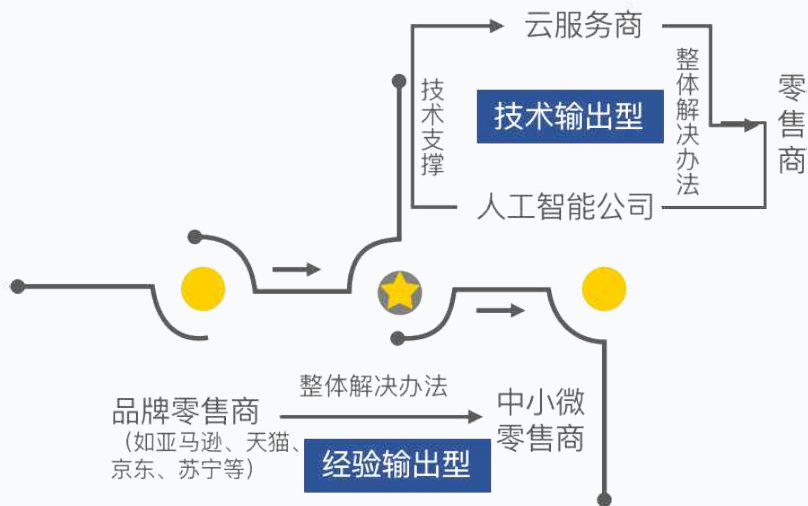 云服务商
技术支撑
技术输出型
整体解决办法
零售商
人工智能公司
整体解决办法
品牌零售商
（如亚马逊、天猫、
京东、苏宁等）
经验输出型
中小微
零售商